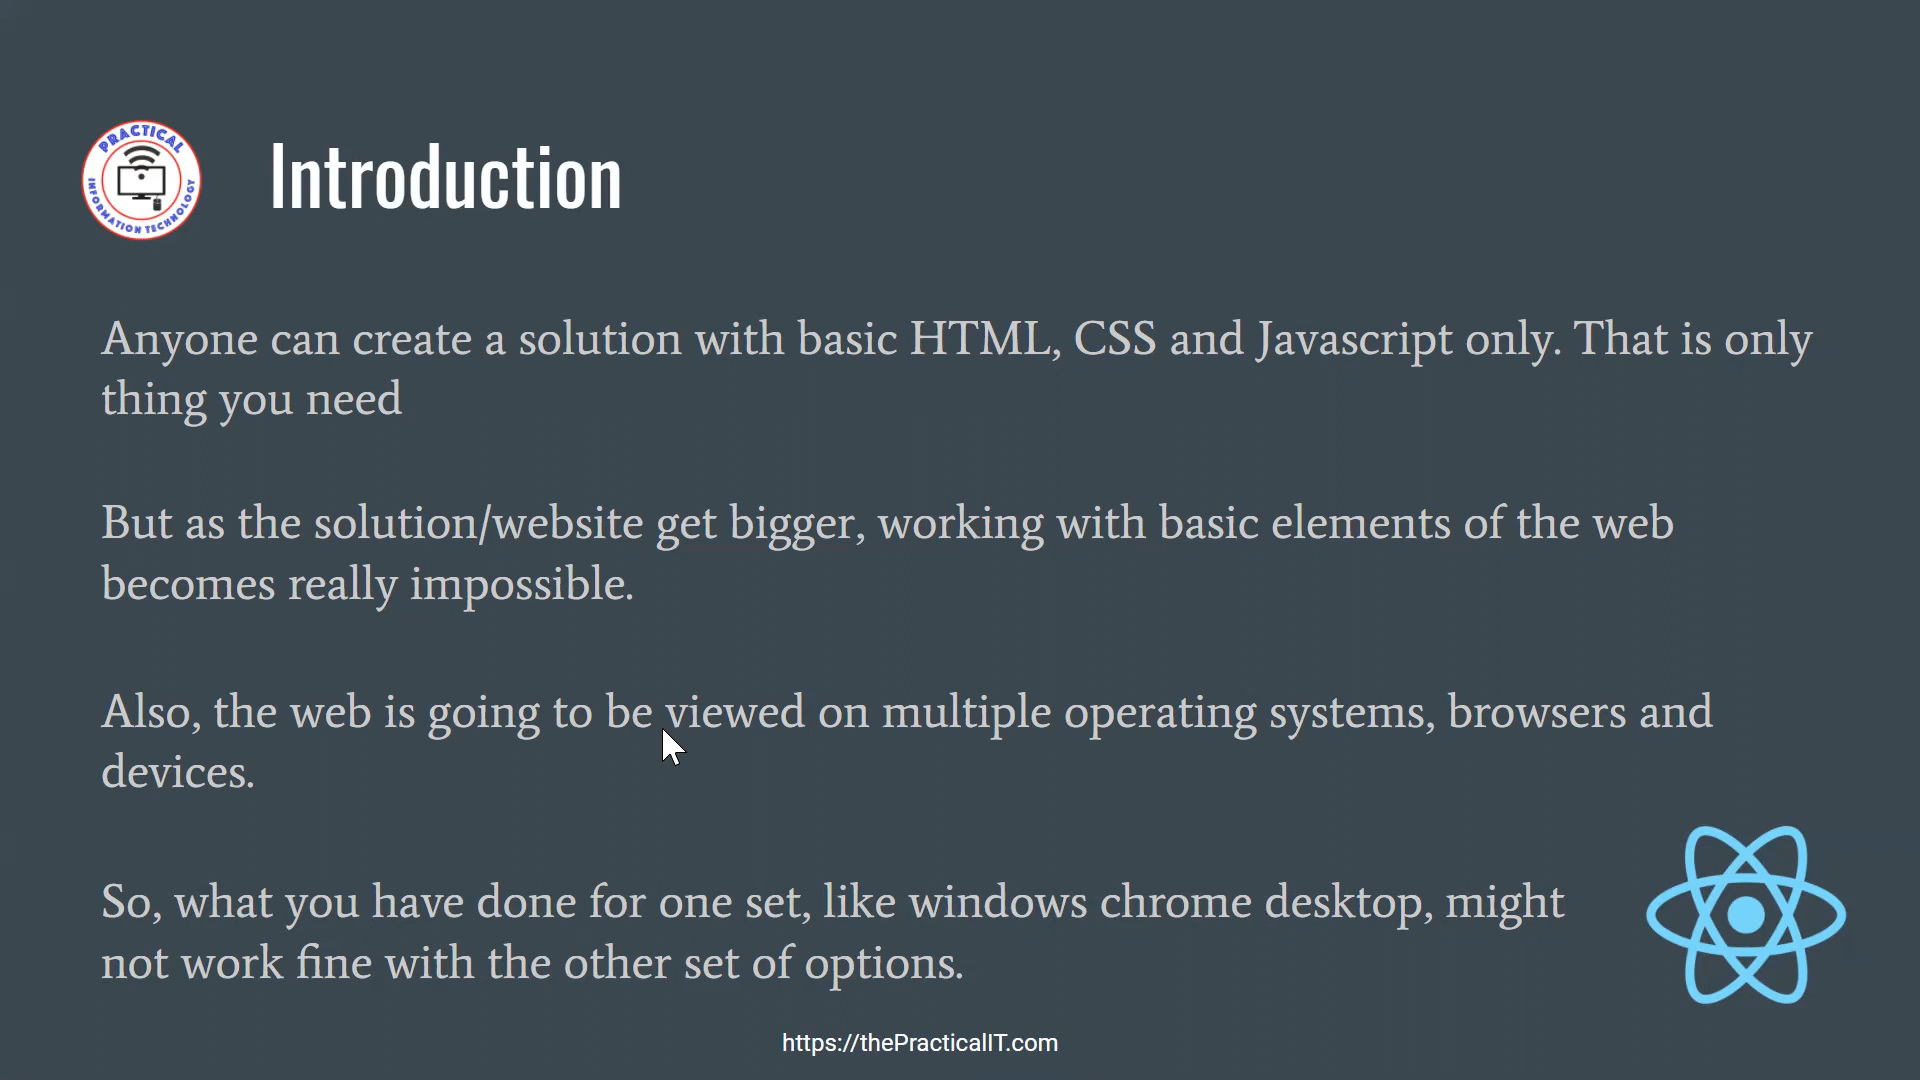 PRACTICAL
INFORMATION TECHNOLOGY
Introduction
Anyone can create a solution with basic HTML, CSS and Javascript only. That is only
thing you need
But as the solution/website get bigger, working with basic elements of the web
becomes really impossible.
Also, the web is going to be viewed on multiple operating systems, browsers and
devices.
So, what you have done for one set, like windows chrome desktop, might
not work fine with the other set of options.
https://thePracticalIT.com